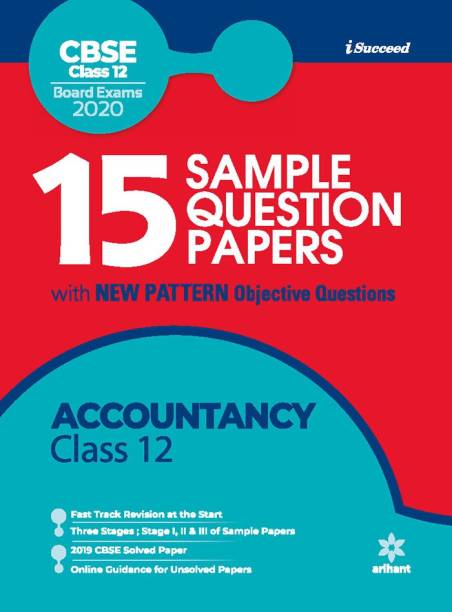 CBSE
Class 12
Board Exams
2020
i Succeed
15 SAMPLE
QUESTION
PAPERS
with NEW PATTERN Objective Questions
ACCOUNTANCY
Class 12
Fast Track Revision at the Start
Three Stages ; Stage I, II & III of Sample Papers
2019 CBSE Solved Paper
Online Guidance for Unsolved Papers
arihant